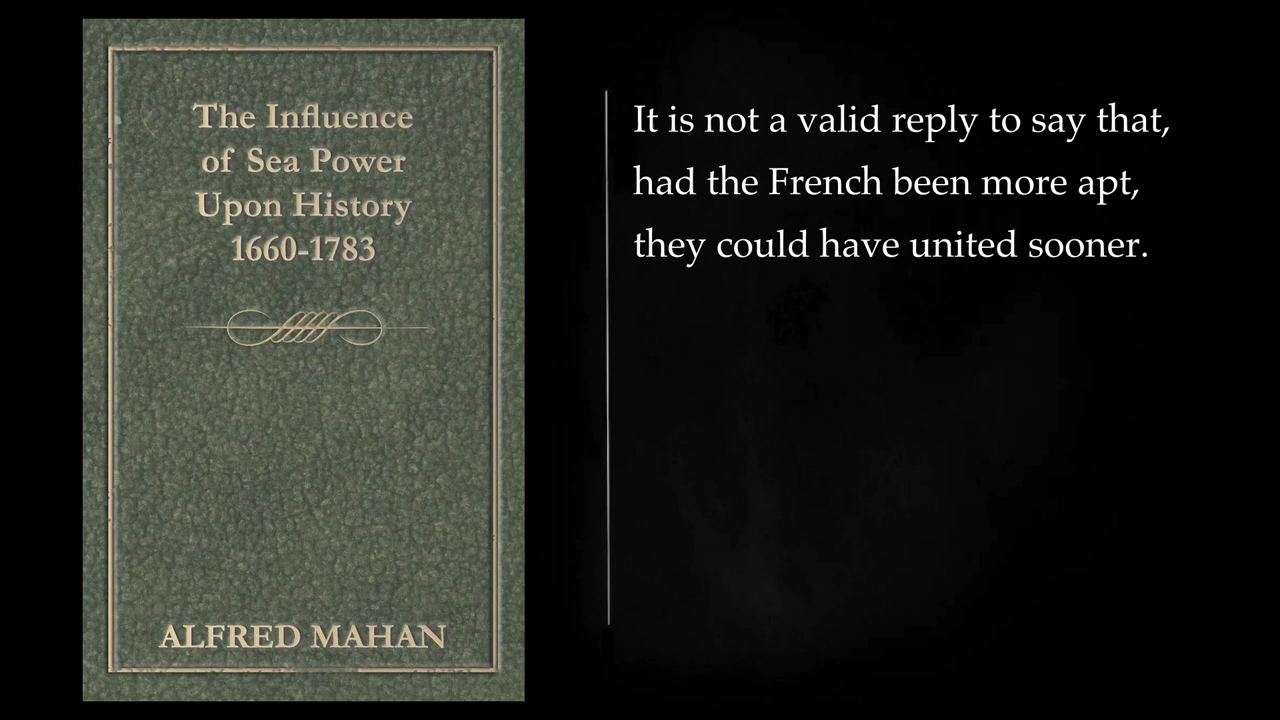 The Influence
of Sea Power
Upon History
1660-1783
ALFRED MAHAN
It is not a valid reply to say that,
had the French been more apt,
they could have united sooner.